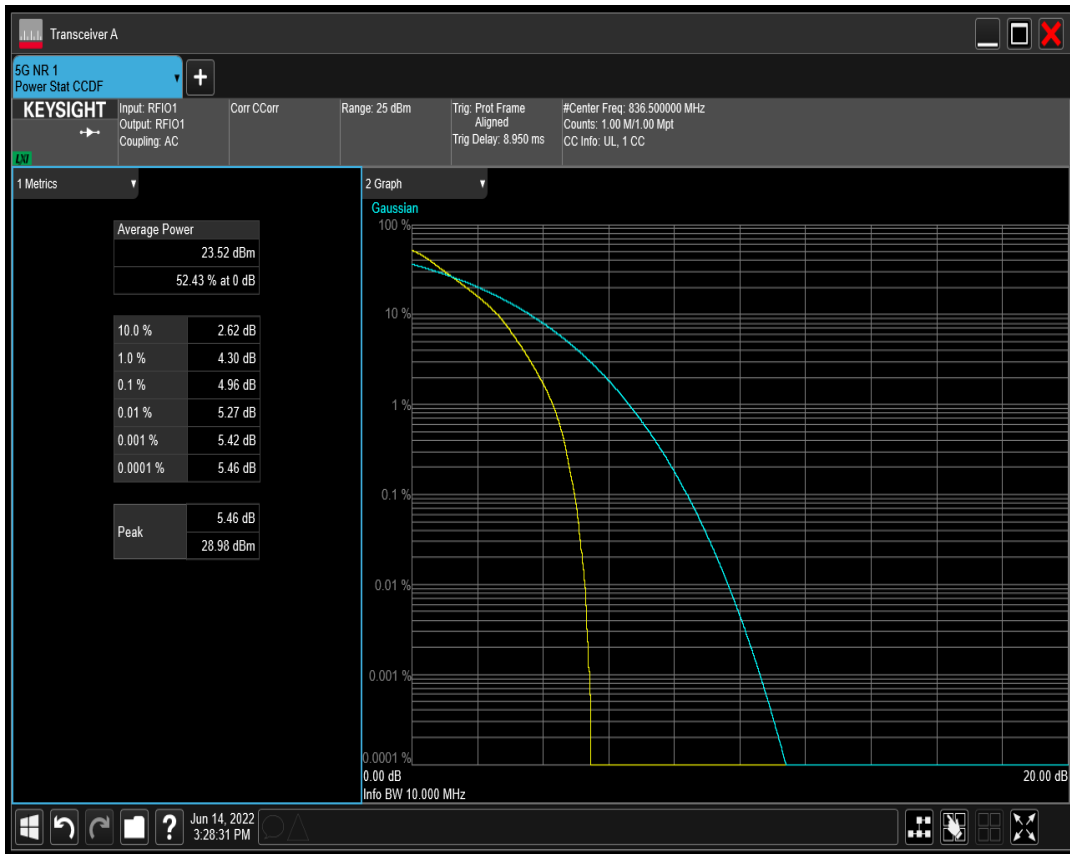 Transceiver A
5G NR 1
Power Stat CCDF
+
KEYSIGHT
LXI
Input: RFIO1
Output: RFIO1
Coupling: AC
Corr CCorr
Range: 25 dBm
Trig: Prot Frame
Aligned
Trig Delay: 8.950 ms
#Center Freq: 836.500000 MHz
Counts: 1.00 M/1.00 Mpt
CC Info: UL, 1 CC
1 Metrics
Average Power
23.52 dBm
52.43 % at 0 dB
10.0 % 2.62 dB
1.0 % 4.30 dB
0.1 % 4.96 dB
0.01 % 5.27 dB
0.001 % 5.42 dB
0.0001 % 5.46 dB
Peak
5.46 dB
28.98 dBm
2 Graph
Gaussian
100 %
10 %
1 %
0.1 %
0.01 %
0.001 %
0.0001 %
0.00 dB 20.00 dB
Info BW 10.000 MHz
?
Jun 14, 2022
3:28:31 PM